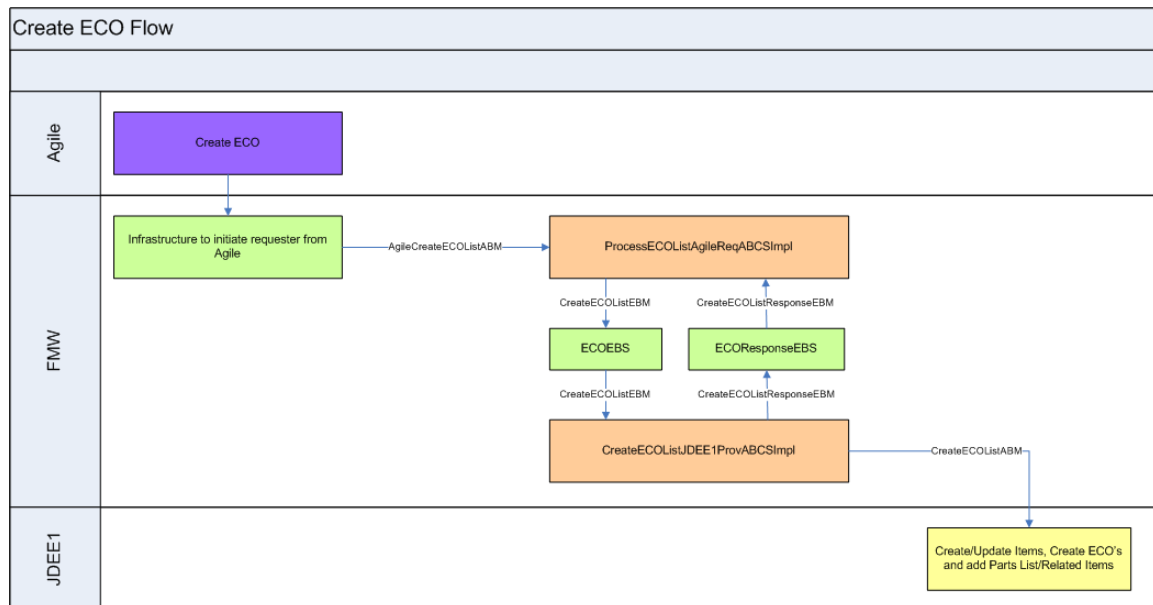 Create ECO Flow
Agile
Create ECO
FMW
Infrastructure to initiate requester from
Agile
AgileCreateECOListABM
ProcessECOListAgileReqABCSImpl
CreateECOListEBM
CreateECOListResponseEBM
ECOEBS
ECOResponseEBS
CreateECOListEBM
CreateECOListResponseEBM
CreateECOListJDEE1ProvABCSImpl
CreateECOListABM
JDEE1
Create/Update Items, Create ECO's
and add Parts List/Related Items